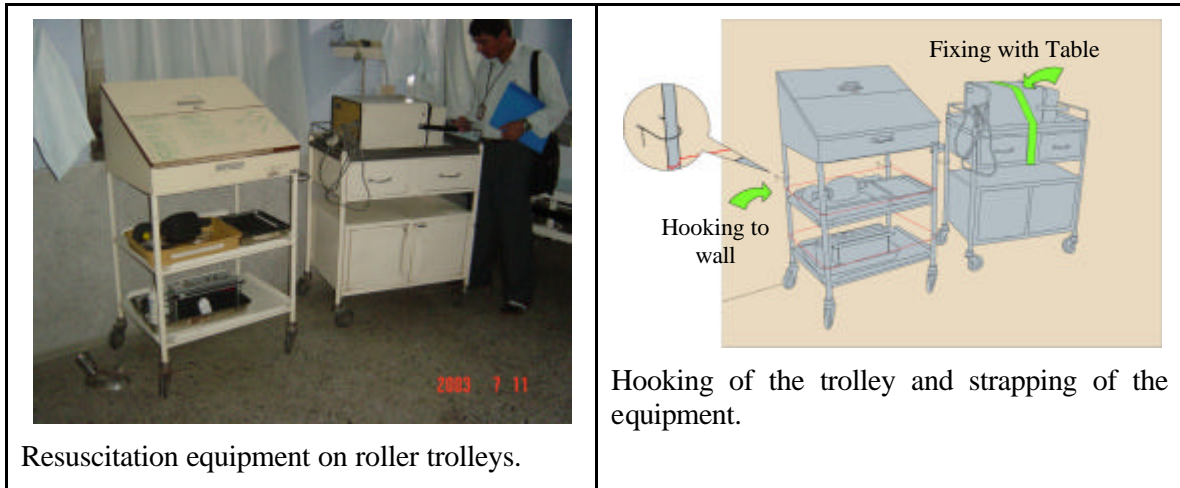 2003 7 11
Resuscitation equipment on roller trolleys.
Fixing with Table
Hooking to
wall
Hooking of the trolley and strapping of the
equipment.